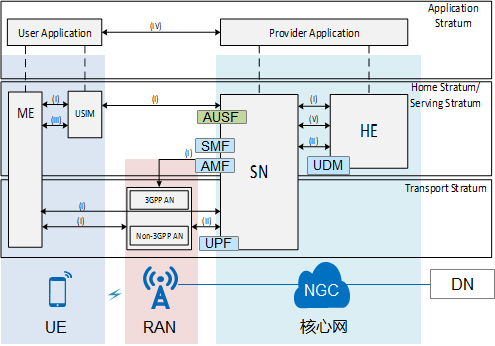 Application
Stratum
User Application
(IV)
Provider Application
Home Stratum/
Serving Stratum
ME
(I)
(III)
USIM
(I)
AUSF
SMF
AMF
SN
(I)
(V)
(II)
HE
UDM
(I)
Transport Stratum
3GPP AN
(I)
(I)
Non-3GPP AN
(II)
UPF
UE
RAN
NGC
核心网
DN